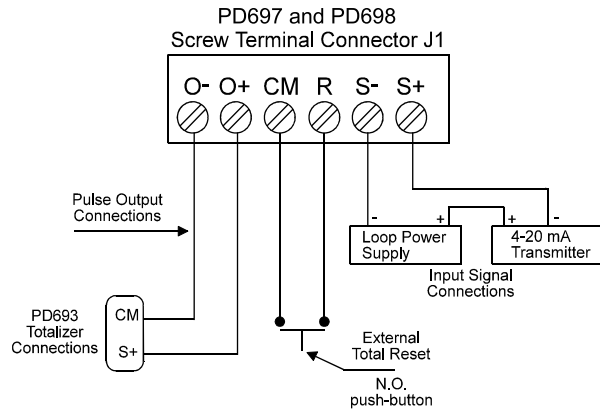 PD697 and PD698
Screw Terminal Connector J1
O- O+ CM R S- S+
Pulse Output
Connections
- + + -
Loop Power
Supply
4-20 mA
Transmitter
Input Signal
Connections
PD693
Totalizer
Connections
CM
S+
External
Total Reset
N.O.
push-button